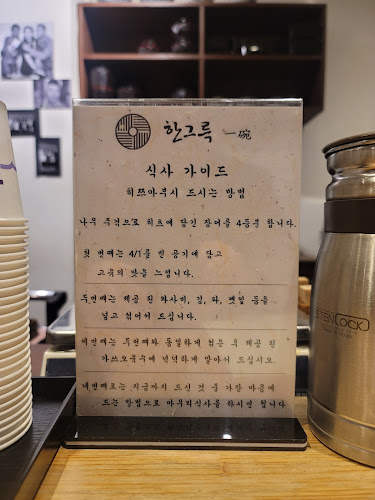 한그릇 一碗
식사 가이드
히쯔마부시 드시는 방법
나무 주걱으로 히츠에 담긴 장어를 4등분 합니다.
첫 번째는 4/1를 빈 공기에 담고
고유의 맛을 느낍니다.
두번째는 제공 된 와사비, 김, 파, 깻잎 등을
넣고 섞어서 드십니다.
세번째는 두번째와 동일하게 섞은 후 제공 된
가쓰오육수에 넉넉하게 말아서 드십시오.
네번째로는 지금까지 드신 것 중 가장 마음에
드는 방법으로 마무리식사를 하시면 됩니다
LOCK